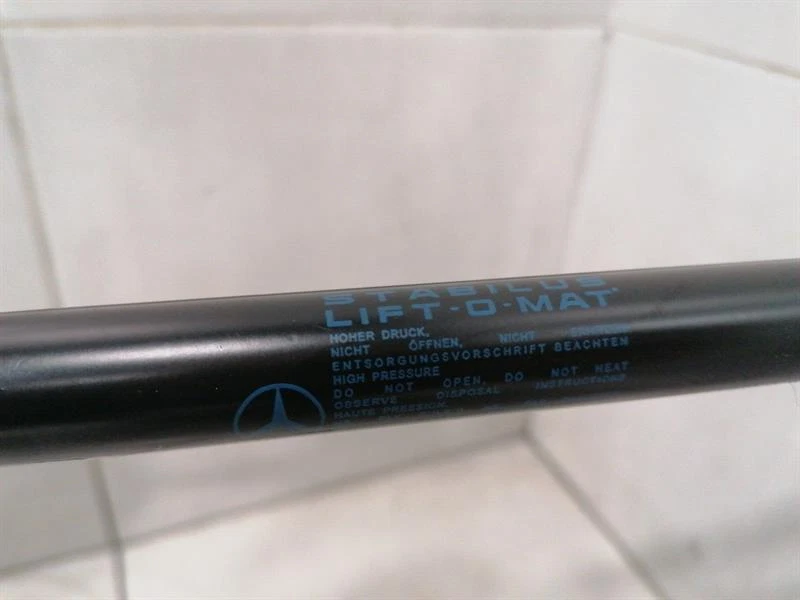 STABILUS
LIFT-O-MAT
HOHER DRUCK,
NICHT ÖFFNEN, NICHT
ENTSORGUNGSVORSCHRIFT BEACHTEN
HIGH PRESSURE
DO NOT OPEN, DO NOT HEAT
OBSERVE DISPOSAL INSTRUCTIONS
HAUTE PRESSION,